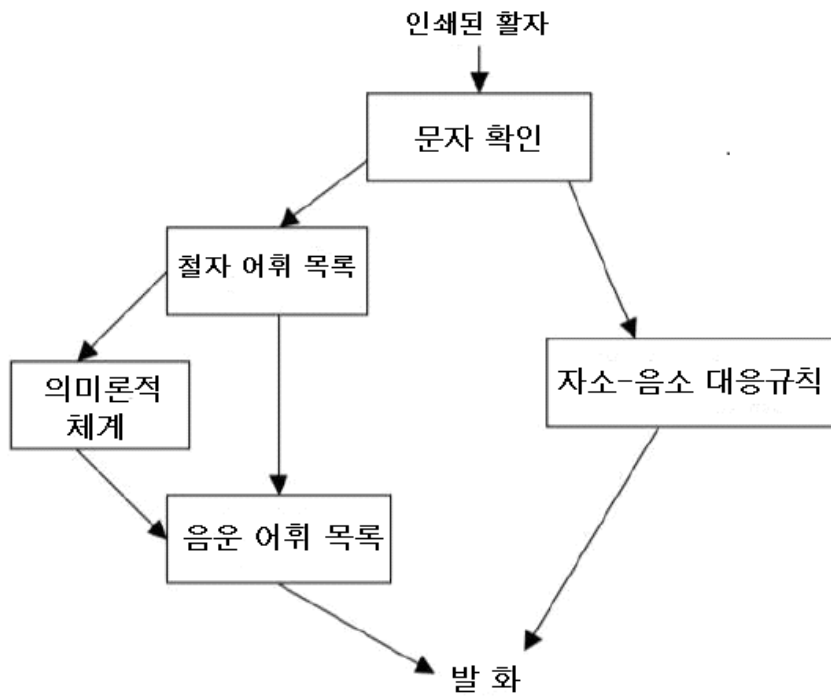 인쇄된 활자
문자 확인
철자 어휘 목록
의미론적
체계
자소-음소 대응규칙
음운 어휘 목록
발 화